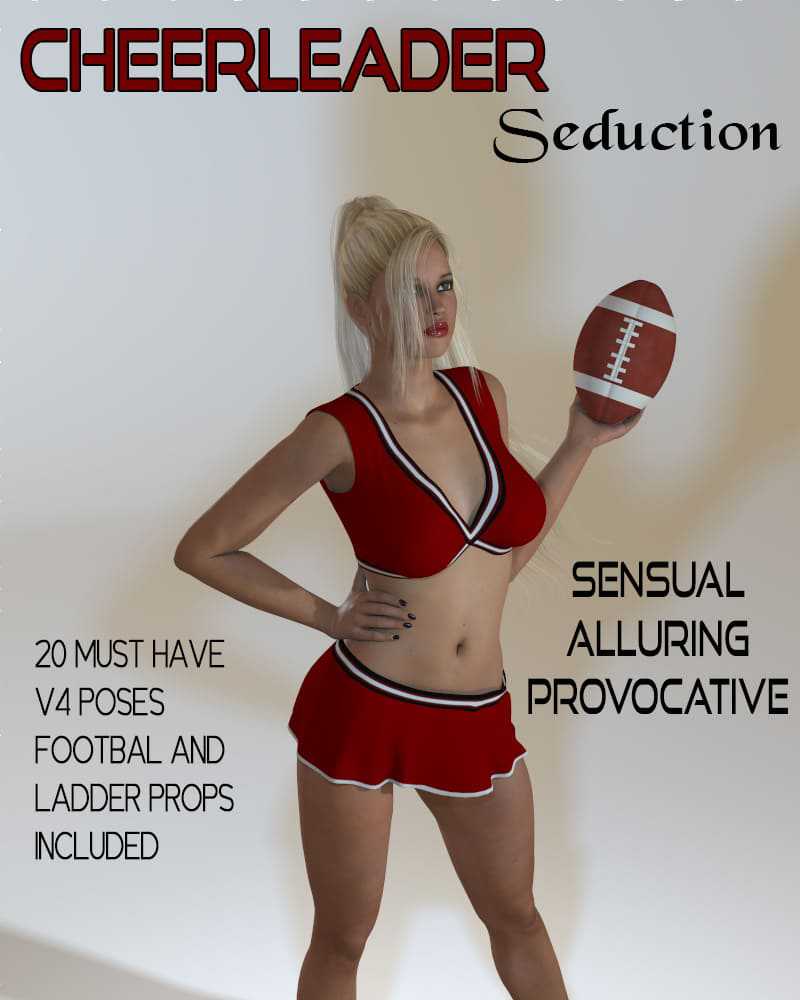 CHEERLEADER
Seduction
SENSUAL
ALLURING
PROVOCATIVE
20 MUST HAVE
V4 POSES
FOOTBAL AND
LADDER PROPS
INCLUDED